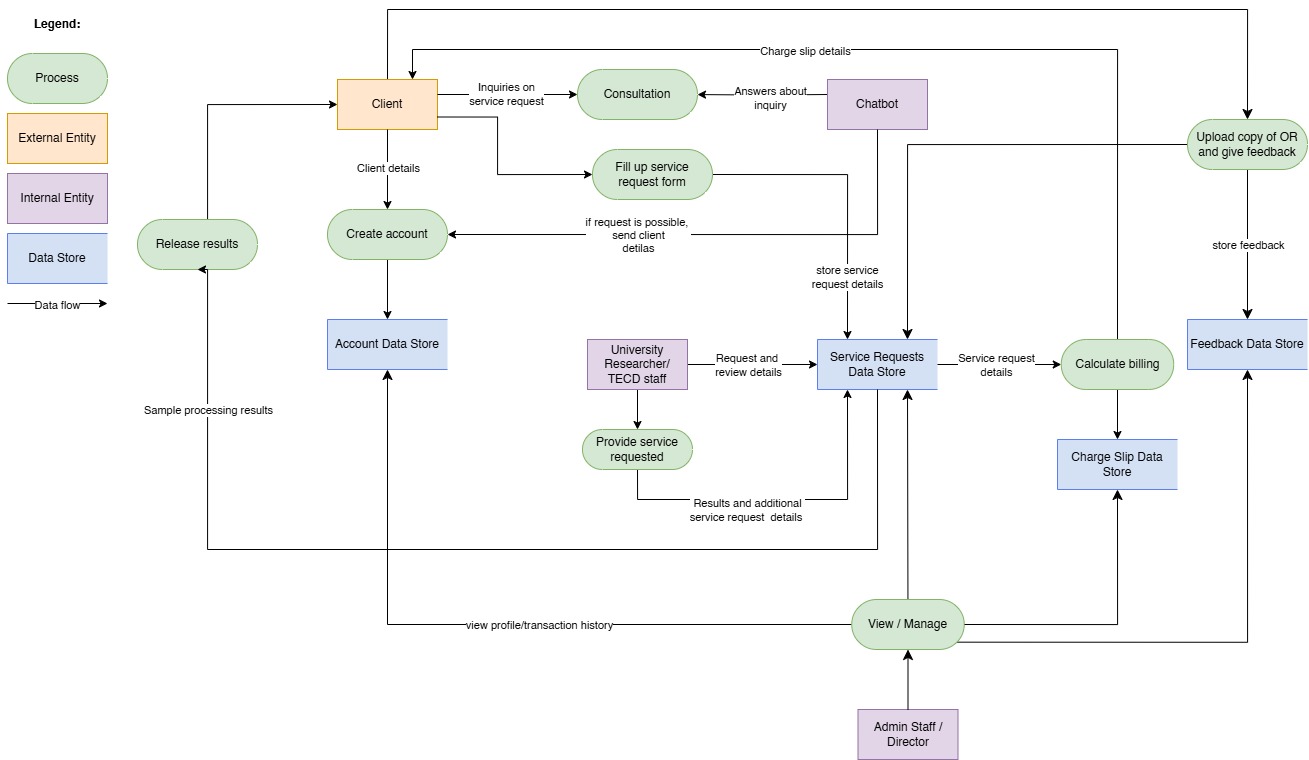 Legend:
Process
External Entity
Internal Entity
Data Store
Data flow
Charge slip details
Client
Inquiries on
service request
Consultation
Answers about
inquiry
Chatbot
Upload copy of OR
and give feedback
Client details
Fill up service
request form
Release results
Create account
if request is possible,
send client
detilas
store feedback
store service
request details
Account Data Store
University
Researcher/
TECD staff
Request and
review details
Service Requests
Data Store
Service request
details
Calculate billing
Feedback Data Store
Sample processing results
Provide service
requested
Charge Slip Data
Store
Results and additional
service request details
view profile/transaction history
View / Manage
Admin Staff /
Director